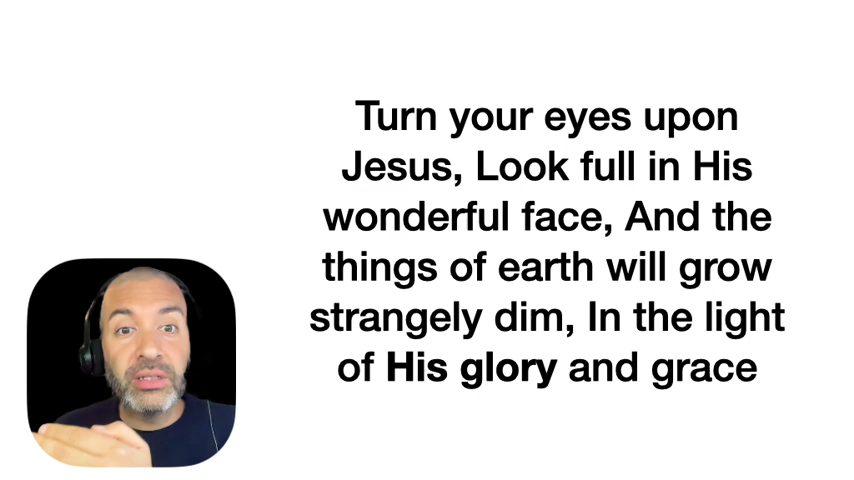 Turn your eyes upon
Jesus, Look full in His
wonderful face, And the
things of earth will grow
strangely dim, In the light
of His glory and grace